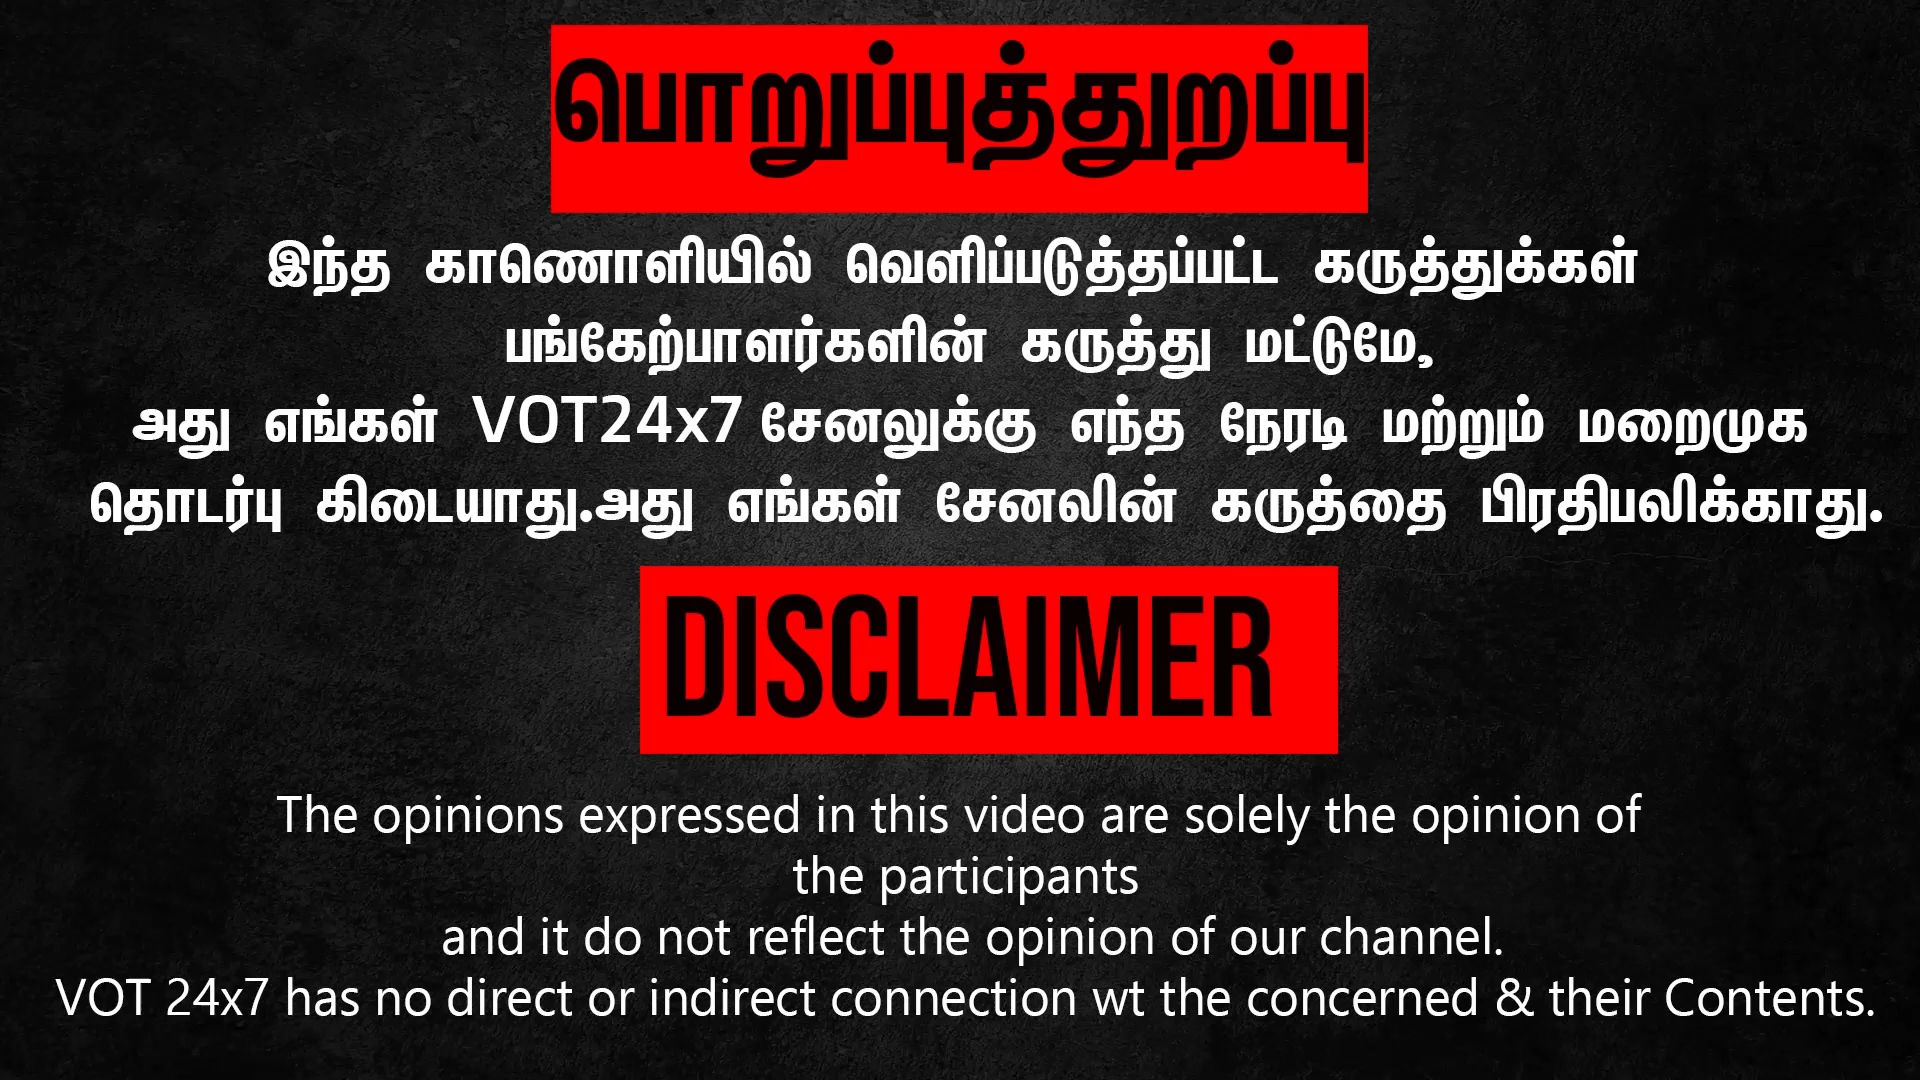 பொறுப்புத்துறப்பு
இந்த காணொளியில் வெளிப்படுத்தப்பட்ட கருத்துக்கள்
பங்கேற்பாளர்களின் கருத்து மட்டுமே,
அது எங்கள் VOT24x7 சேனலுக்கு எந்த நேரடி மற்றும் மறைமுக
தொடர்பு கிடையாது.அது எங்கள் சேனலின் கருத்தை பிரதிபலிக்காது.
DISCLAIMER
The opinions expressed in this video are solely the opinion of
the participants
and it do not reflect the opinion of our channel.
VOT 24x7 has no direct or indirect connection wt the concerned & their Contents.